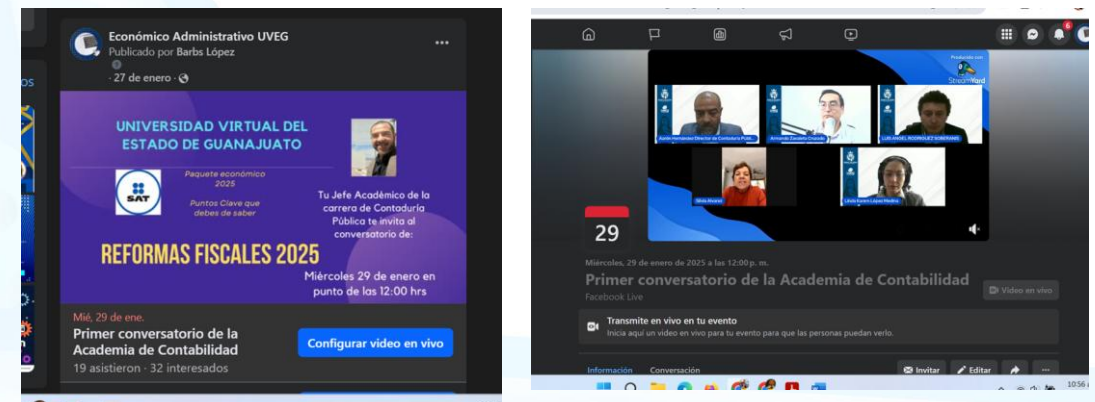 Económico Administrativo UVEG
Publicado por Barbs López
· 27 de enero ·
UNIVERSIDAD VIRTUAL DEL
ESTADO DE GUANAJUATO
SAT
Paquete económico
2025
Puntos Clave que
debes de saber
Tu Jefe Académico de la
carrera de Contaduría
Pública te invita al
conversatorio de:
REFORMAS FISCALES 2025
Miércoles 29 de enero en
punto de las 12:00 hrs
Mié, 29 de ene.
Primer conversatorio de la
Academia de Contabilidad
19 asistieron · 32 interesados
Configurar video en vivo
6
Producido con
StreamYard
Armando Zavaleta Cruzado
LUIS ANGEL RODRIGUEZ
Silvia Alvarez
López Medina
29
Miércoles, 29 de enero de 2025 a las 12:00 p. m.
Primer conversatorio de la Academia de Contabilidad
Facebook Live
Video en vivo
Transmite en vivo en tu evento
Inicia aquí un video en vivo para tu evento para que las personas puedan verlo.
Información Conversación
Invitar Editar
10:56